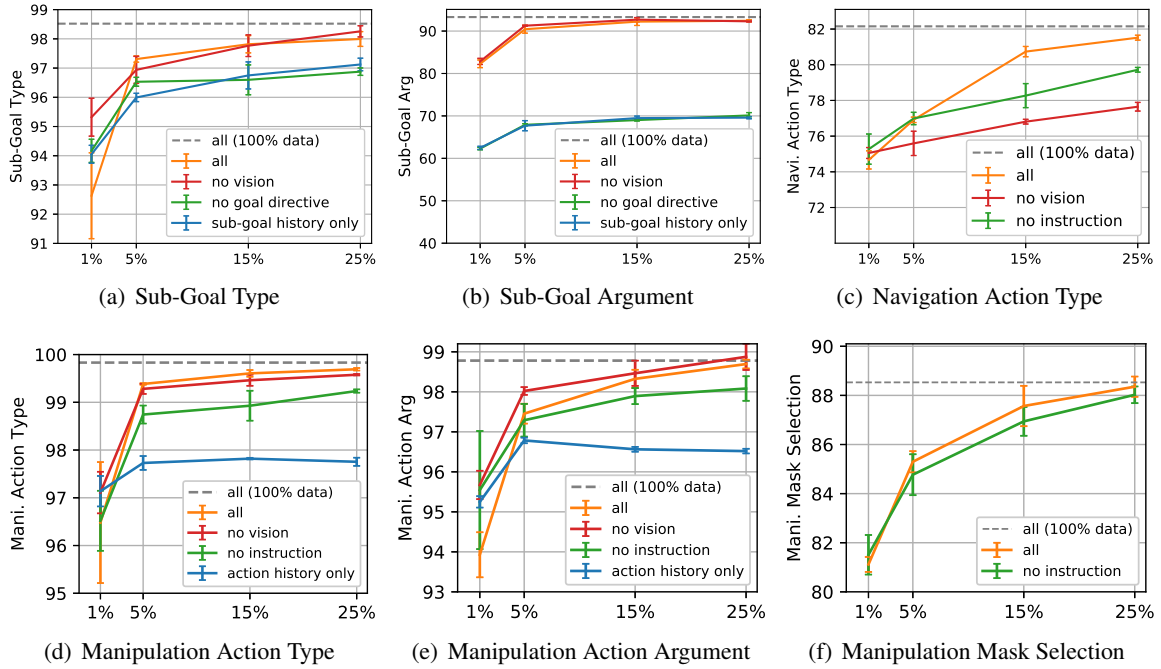 Sub-Goal Type
99
98
97
96
95
94
93
92
91
all (100% data)
all
no vision
no goal directive
sub-goal history only
1%
5%
15%
25%
(a) Sub-Goal Type
Sub-Goal Arg
90
80
70
60
50
40
all (100% data)
all
no vision
no goal directive
sub-goal history only
1%
5%
15%
25%
(b) Sub-Goal Argument
Navi. Action Type
82
80
78
76
74
72
all (100% data)
all
no vision
no instruction
1%
5%
15%
25%
(c) Navigation Action Type
Mani. Action Type
100
99
98
97
96
95
all (100% data)
all
no vision
no instruction
action history only
1%
5%
15%
25%
(d) Manipulation Action Type
Mani. Action Arg
99
98
97
96
95
94
93
all (100% data)
all
no vision
no instruction
action history only
1%
5%
15%
25%
(e) Manipulation Action Argument
Mani. Mask Selection
90
88
86
84
82
80
all (100% data)
all
no instruction
1%
5%
15%
25%
(f) Manipulation Mask Selection